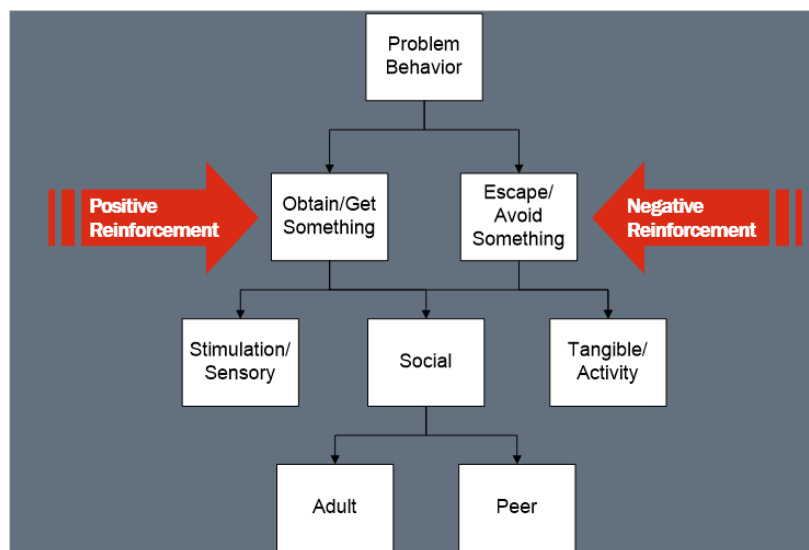 Problem
Behavior
Positive
Reinforcement
Obtain/Get
Something
Escape/
Avoid
Something
Negative
Reinforcement
Stimulation/
Sensory
Social
Tangible/
Activity
Adult
Peer